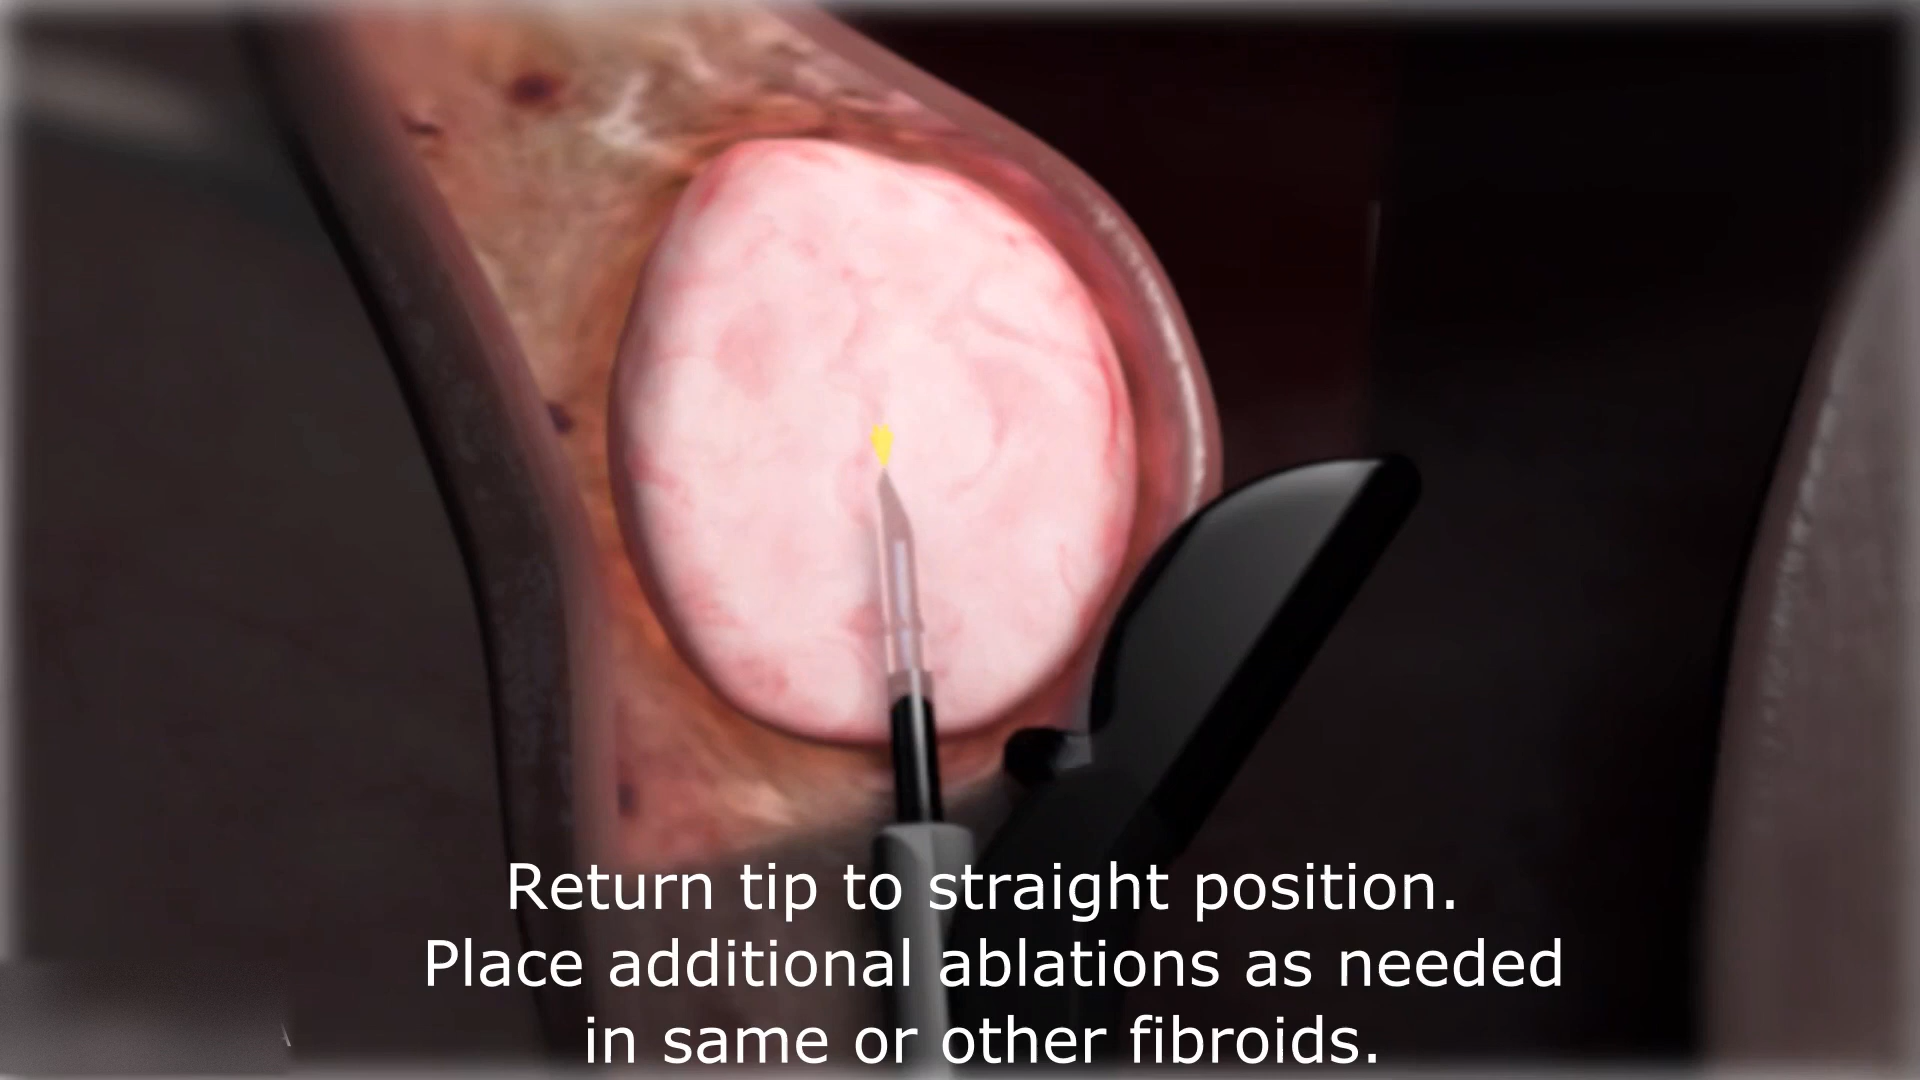 Return tip to straight position.
Place additional ablations as needed
in same or other fibroids.